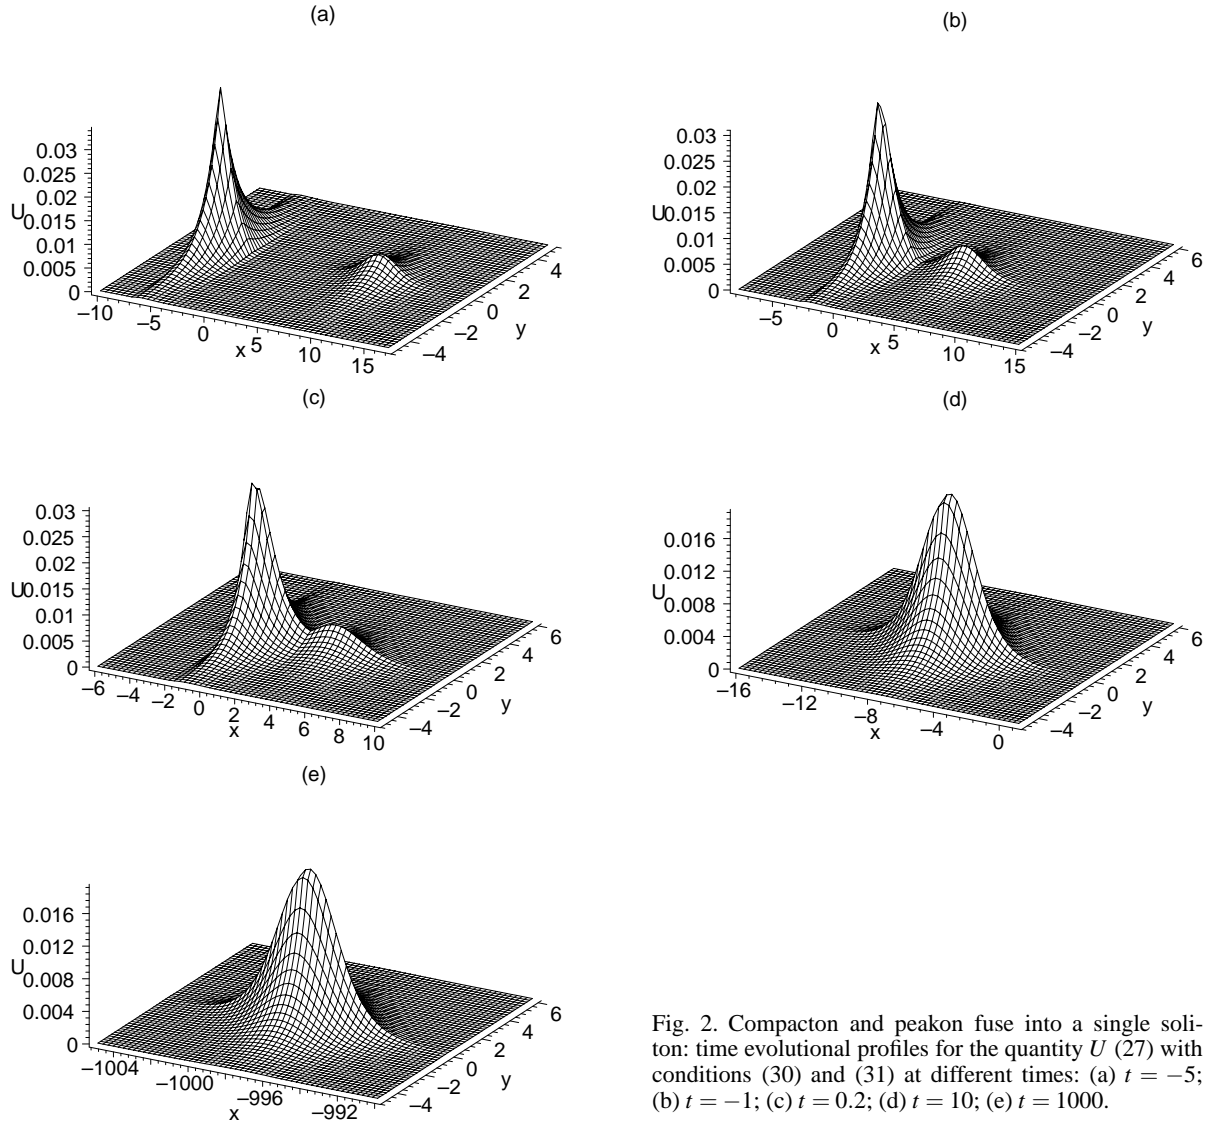 (a)
0.03
0.025
0.02
U 0.015
0.01
0.005
0
−10 −5 0 5 10 15
x
−4 −2 0 2 4
y
(b)
0.03
0.025
0.02
U 0.015
0.01
0.005
0
−5 0 5 10 15
x
−4 −2 0 2 4 6
y
(c)
0.03
0.025
0.02
U 0.015
0.01
0.005
0
−6 −4 −2 0 2 4 6 8 10
x
−4 −2 0 2 4 6
y
(d)
0.016
0.012
U 0.008
0.004
0
−16 −12 −8 −4 0
x
−4 −2 0 2 4 6
y
(e)
0.016
0.012
U 0.008
0.004
0
−1004 −1000 −996 −992
x
−4 −2 0 2 4 6
y
Fig. 2. Compacton and peakon fuse into a single soli-
ton: time evolutional profiles for the quantity U (27) with
conditions (30) and (31) at different times: (a) t = −5;
(b) t = −1; (c) t = 0.2; (d) t = 10; (e) t = 1000.